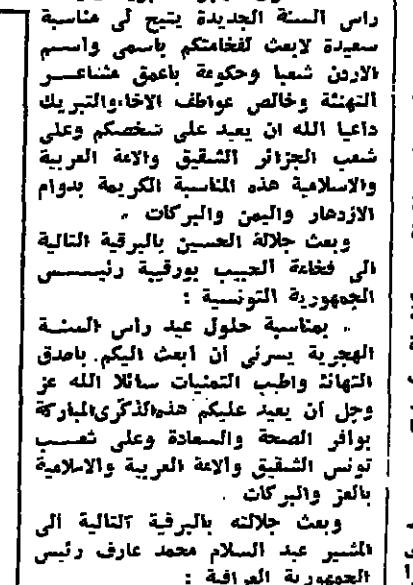 راس السنة الجديدة يتيح لى مناسبة
سعيدة لابعث لفخامتكم باسمى واسم
الاردن شعبا وحكومة باعمق مشاعر
التهنئة وخالص عواطف الاخاء والتبريك
داعيا الله ان يعيد على شخصكم وعلى
شعب الجزائر الشقيق والامة العربية
والاسلامية هذه المناسبة الكريمة بدوام
الازدهار واليمن والبركات .
وبعث جلالة الحسين بالبرقية التالية
الى فخامة الحبيب بورقيبة رئيس
الجمهورية التونسية :
. بمناسبة حلول عيد راس السنة
الهجرية يسرني أن أبعث اليكم باصدق
التهانئ واطيب التمنيات سائلا الله عز
وجل أن يعيد عليكم هذه الذكرى المباركة
بوافر الصحة والسعادة وعلى شعب
تونس الشقيق والامة العربية والاسلامية
بالعز والبركات .
وبعث جلالته بالبرقية التالية الى
المشير عبد السلام محمد عارف رئيس
الجمهورية العراقية :